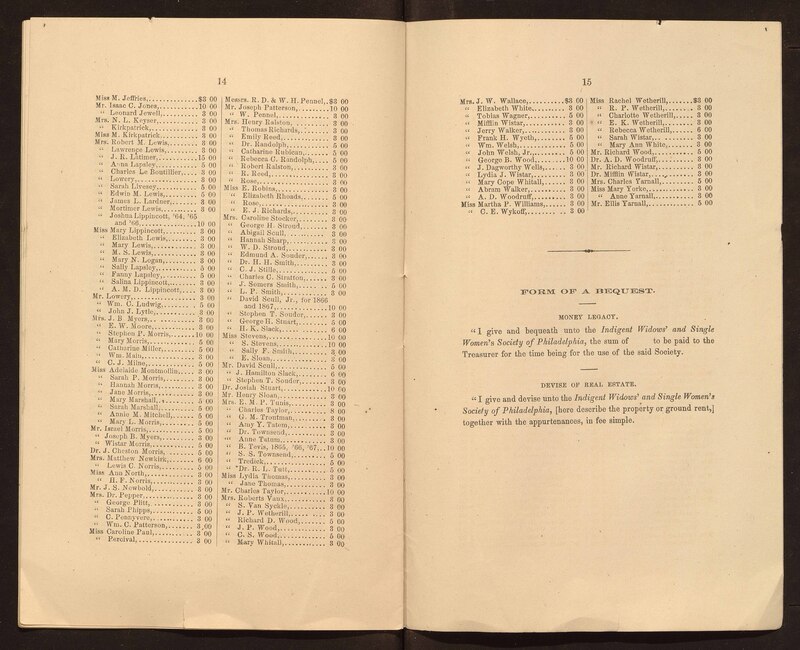 14
Miss M. Jeffries, $3 00
Mr. Isaac C. Jones, 10 00
" Leonard Jewell, 3 00
Mrs. N. L. Keyser, 3 00
" Kirkpatrick, 3 00
Miss M. Kirkpatrick, 3 00
Mrs. Robert M. Lewis, 3 00
" Lawrence Lewis, 3 00
" J. R. Latimer, 15 00
" Anna Lapsley, 5 00
" Charles Le Boutillier, 3 00
" Lowery, 3 00
" Sarah Livesey, 5 00
" Edwin M. Lewis, 5 00
" James L. Lardner, 3 00
" Mortimer Lewis, 3 00
" Joshua Lippincott, '64, '65
and '66, 10 00
Miss Mary Lippincott, 3 00
" Elizabeth Lewis, 3 00
" Mary Lewis, 3 00
" M. S. Lewis, 3 00
" Mary N. Logan, 3 00
" Sally Lapsley, 5 00
" Fanny Lapsley, 5 00
" Salina Lippincott, 3 00
" A. M. D. Lippincott, 3 00
Mr. Lowery, 3 00
" Wm. C. Ludwig, 5 00
" John J. Lytle, 3 00
Mrs. J. B. Myers, 3 00
" E. W. Moore, 3 00
" Stephen P. Morris, 10 00
" Mary Morris, 5 00
" Catharine Miller, 5 00
" Wm. Main, 3 00
" C. J. Milne, 5 00
Miss Adelaide Montmollin, 3 00
" Sarah P. Morris, 3 00
" Hannah Morris, 3 00
" Jane Morris, 3 00
" Mary Marshall, 6 00
" Sarah Marshall, 5 00
" Annie M. Mitchell, 5 00
" Mary L. Morris, 5 00
Mr. Israel Morris, 5 00
" Joseph B. Myers, 3 00
" Wistar Morris, 5 00
Dr. J. Cheston Morris, 5 00
Mrs. Matthew Newkirk, 6 00
" Lewis C. Norris, 5 00
Miss Ann North, 3 00
" H. F. Norris, 3 00
Mr. J. S. Newbold, 3 00
Mrs. Dr. Pepper, 3 00
" George Plitt, 3 00
" Sarah Phipps, 5 00
" C. Pennyvere, 3 00
" Wm. C. Patterson, 3,00
Miss Caroline Paul, 3 00
" Percival, 3 00
Messrs. R. D. & W. H. Pennel, $3 00
Mr. Joseph Patterson, 10 00
" W. Pennel, 3 00
Mrs. Henry Ralston, 3 00
" Thomas Richards, 3 00
" Emily Reed, 3 00
" Dr. Randolph, 5 00
" Catharine Rubican, 5 00
" Rebecca C. Randolph, 5 00
" Robert Ralston, 3 00
" R. Reed, 3 00
" Rose, 3 00
Miss E. Robins, 3 00
" Elizabeth Rhoads, 5 00
" Rose, 3 00
" E. J. Richards, 3 00
Mrs. Caroline Stocker, 3 00
" George H. Stroud, 3 00
" Abigail Scull, 3 00
" Hannah Sharp, 3 00
" W. D. Stroud, 3 00
" Edmund A. Souder, 3 00
" Dr. H. H. Smith, 3 00
" C. J. Stille, 5 00
" Charles C. Stratton, 3 00
" J. Somers Smith, 5 00
" L. P. Smith, 3 00
" David Scull, Jr., for 1866
and 1867, 10 00
" Stephen T. Souder, 3 00
" George H. Stuart, 5 00
" H. K. Slack, 6 00
Miss Stevens, 10 00
" S. Stevens, 10 00
" Sally F. Smith, 3 00
" E. Sloan, 3 00
Mr. David Scull, 5 00
" J. Hamilton Slack, 6 00
" Stephen T. Souder, 3 00
Dr. Josiah Stuart, 10 00
Mr. Henry Sloan, 3 00
Mrs. E. M. P. Tunis, 3 00
" Charles Taylor, 8 00
" G. M. Troutman, 3 00
" Amy Y. Tatem, 3 00
" Dr. Townsend, 3 00
" Anne Tatum, 3 00
" B. Tevis, 1865, '66, '67, 10 00
" S. S. Townsend, 5 00
" Tredick, 5 00
" "Dr. R. L. Tutt, 5 00
Miss Lydia Thomas, 3 00
" Jane Thomas, 3 00
Mr. Charles Taylor, 10 00
Mrs. Roberts Vaux, 3 00
" S. Van Syckle, 3 00
" J. P. Wetherill, 3 00
" Richard D. Wood, 5 00
" J. P. Wood, 3 00
" C. S. Wood, 5 00
" Mary Whitall, 3 00
15
Mrs. J. W. Wallace, $3 00
" Elizabeth White, 3 00
" Tobias Wagner, 5 00
" Mifflin Wistar, 3 00
" Jerry Walker, 3 00
" Frank H. Wyeth, 5 00
" Wm. Welsh, 5 00
" John Welsh, Jr., 5 00
" George B. Wood, 10 00
" J. Dagworthy Wells, 3 00
" Lydia J. Wistar, 3 00
" Mary Cope Whitall, 3 00
" Abram Walker, 3 00
" A. D. Woodruff, 3 00
Miss Martha P. Williams, 3 00
" C. E. Wykoff, 3 00
Miss Rachel Wetherill, $3 00
" R. P. Wetherill, 3 00
" Charlotte Wetherill, 3 00
" E. K. Wetherill, 3 00
" Rebecca Wetherill, 6 00
" Sarah Wistar, 3 00
" Mary Ann White, 3 00
Mr. Richard Wood, 5 00
Dr. A. D. Woodruff, 3 00
Mr. Richard Wistar, 3 00
Dr. Mifflin Wistar, 3 00
Mrs. Charles Yarnall, 5 00
Miss Mary Yorke, 3 00
" Anne Yarnall, 3 00
Mr. Ellis Yarnall, 5 00
FORM OF A BEQUEST.
MONEY LEGACY.
"I give and bequeath unto the Indigent Widows' and Single
Women's Society of Philadelphia, the sum of to be paid to the
Treasurer for the time being for the use of the said Society.
DEVISE OF REAL ESTATE.
"I give and devise unto the Indigent Widows' and Single Women's
Society of Philadelphia, [here describe the property or ground rent,]
together with the appurtenances, in fee simple.